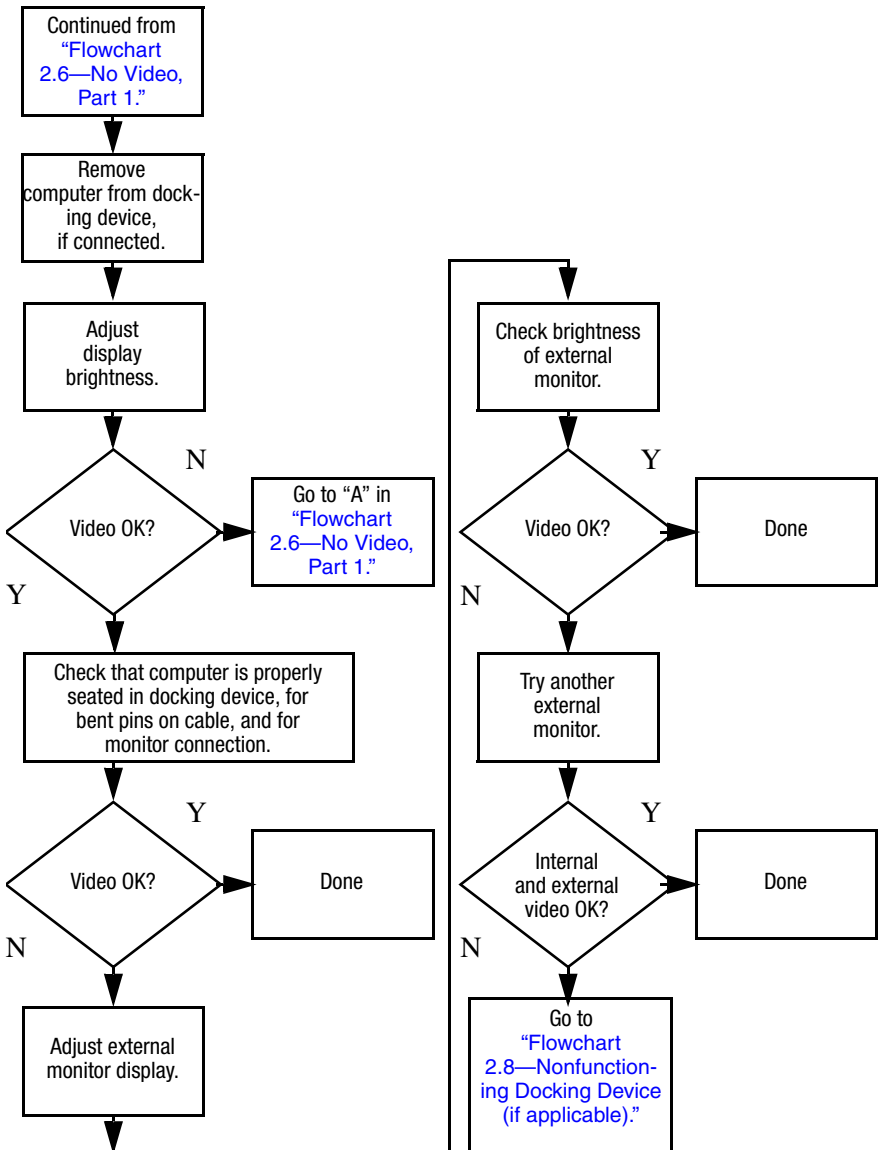 Continued from
“Flowchart
2.6—No Video,
Part 1.”
Remove
computer from dock-
ing device,
if connected.
Adjust
display
brightness.
N
Video OK?
Go to “A” in
“Flowchart
2.6—No Video,
Part 1.”
Y
Check that computer is properly
seated in docking device, for
bent pins on cable, and for
monitor connection.
Y
Video OK?
Done
N
Adjust external
monitor display.
Check brightness
of external
monitor.
Y
Video OK?
Done
N
Try another
external
monitor.
Y
Internal
and external
video OK?
Done
N
Go to
“Flowchart
2.8—Nonfunction-
ing Docking Device
(if applicable).”